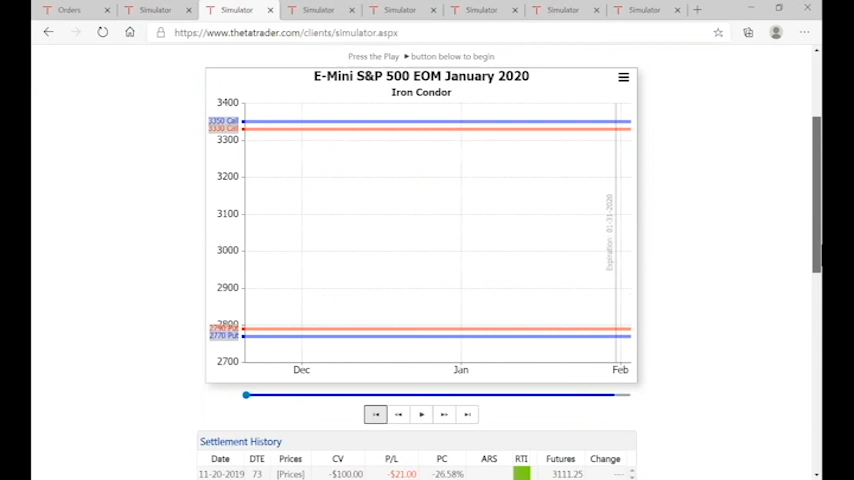 Orders Simulator Simulator Simulator Simulator Simulator Simulator Simulator
https://www.thetatrader.com/clients/simulator.aspx
Press the Play ▶ button below to begin
E-Mini S&P 500 EOM January 2020
Iron Condor
3400
3350 Call
3330 Call
3300
3200
3100
3000
2900
2800
2790 Put
2770 Put
2700
Expiration: 01-31-2020
Dec Jan Feb
Settlement History
Date DTE Prices CV P/L PC ARS RTI Futures Change
11-20-2019 73 [Prices] -$100.00 -$21.00 -26.58% 3111.25 ---